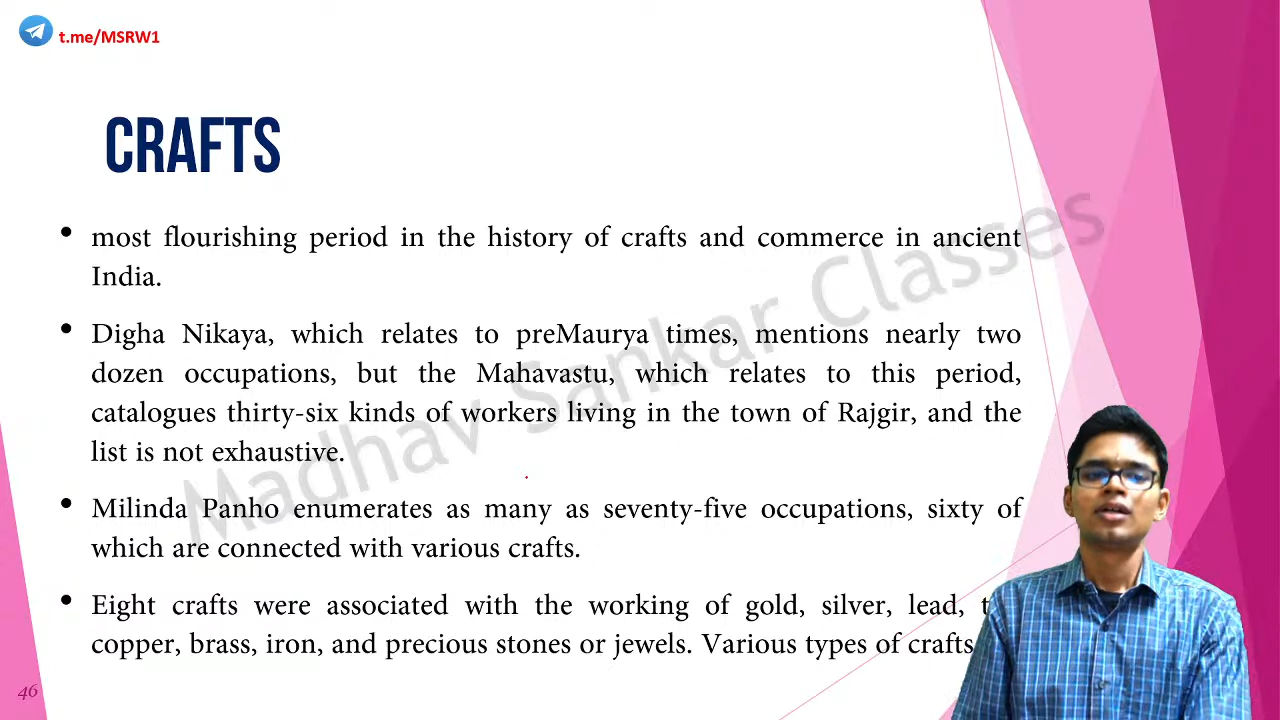 t.me/MSRW1
CRAFTS
• most flourishing period in the history of crafts and commerce in ancient
India.
• Digha Nikaya, which relates to preMaurya times, mentions nearly two
dozen occupations, but the Mahavastu, which relates to this period,
catalogues thirty-six kinds of workers living in the town of Rajgir, and the
list is not exhaustive.
• Milinda Panho enumerates as many as seventy-five occupations, sixty of
which are connected with various crafts.
• Eight crafts were associated with the working of gold, silver, lead,
copper, brass, iron, and precious stones or jewels. Various types of crafts
Madhav Sankar Classes
46